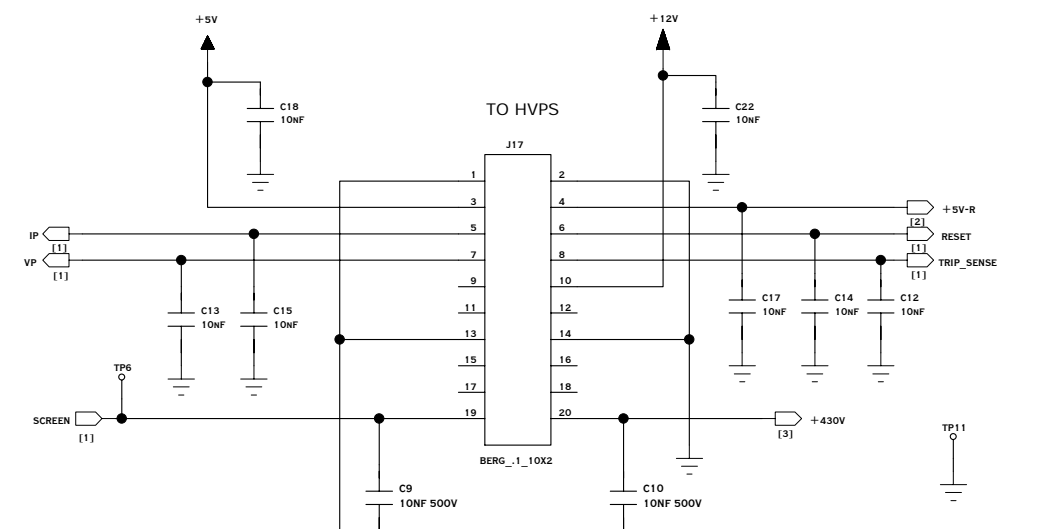 +5V
+12V
C18
10NF
C22
10NF
TO HVPS
J17
1
2
3
4
+5V-R
[2]
IP
[1]
5
6
RESET
[1]
VP
[1]
7
8
TRIP_SENSE
[1]
9
10
C13
10NF
C15
10NF
11
12
C17
10NF
C14
10NF
C12
10NF
13
14
15
16
TP6
17
18
SCREEN
[1]
19
20
[3]
+430V
TP11
BERG_.1_10X2
C9
10NF 500V
C10
10NF 500V